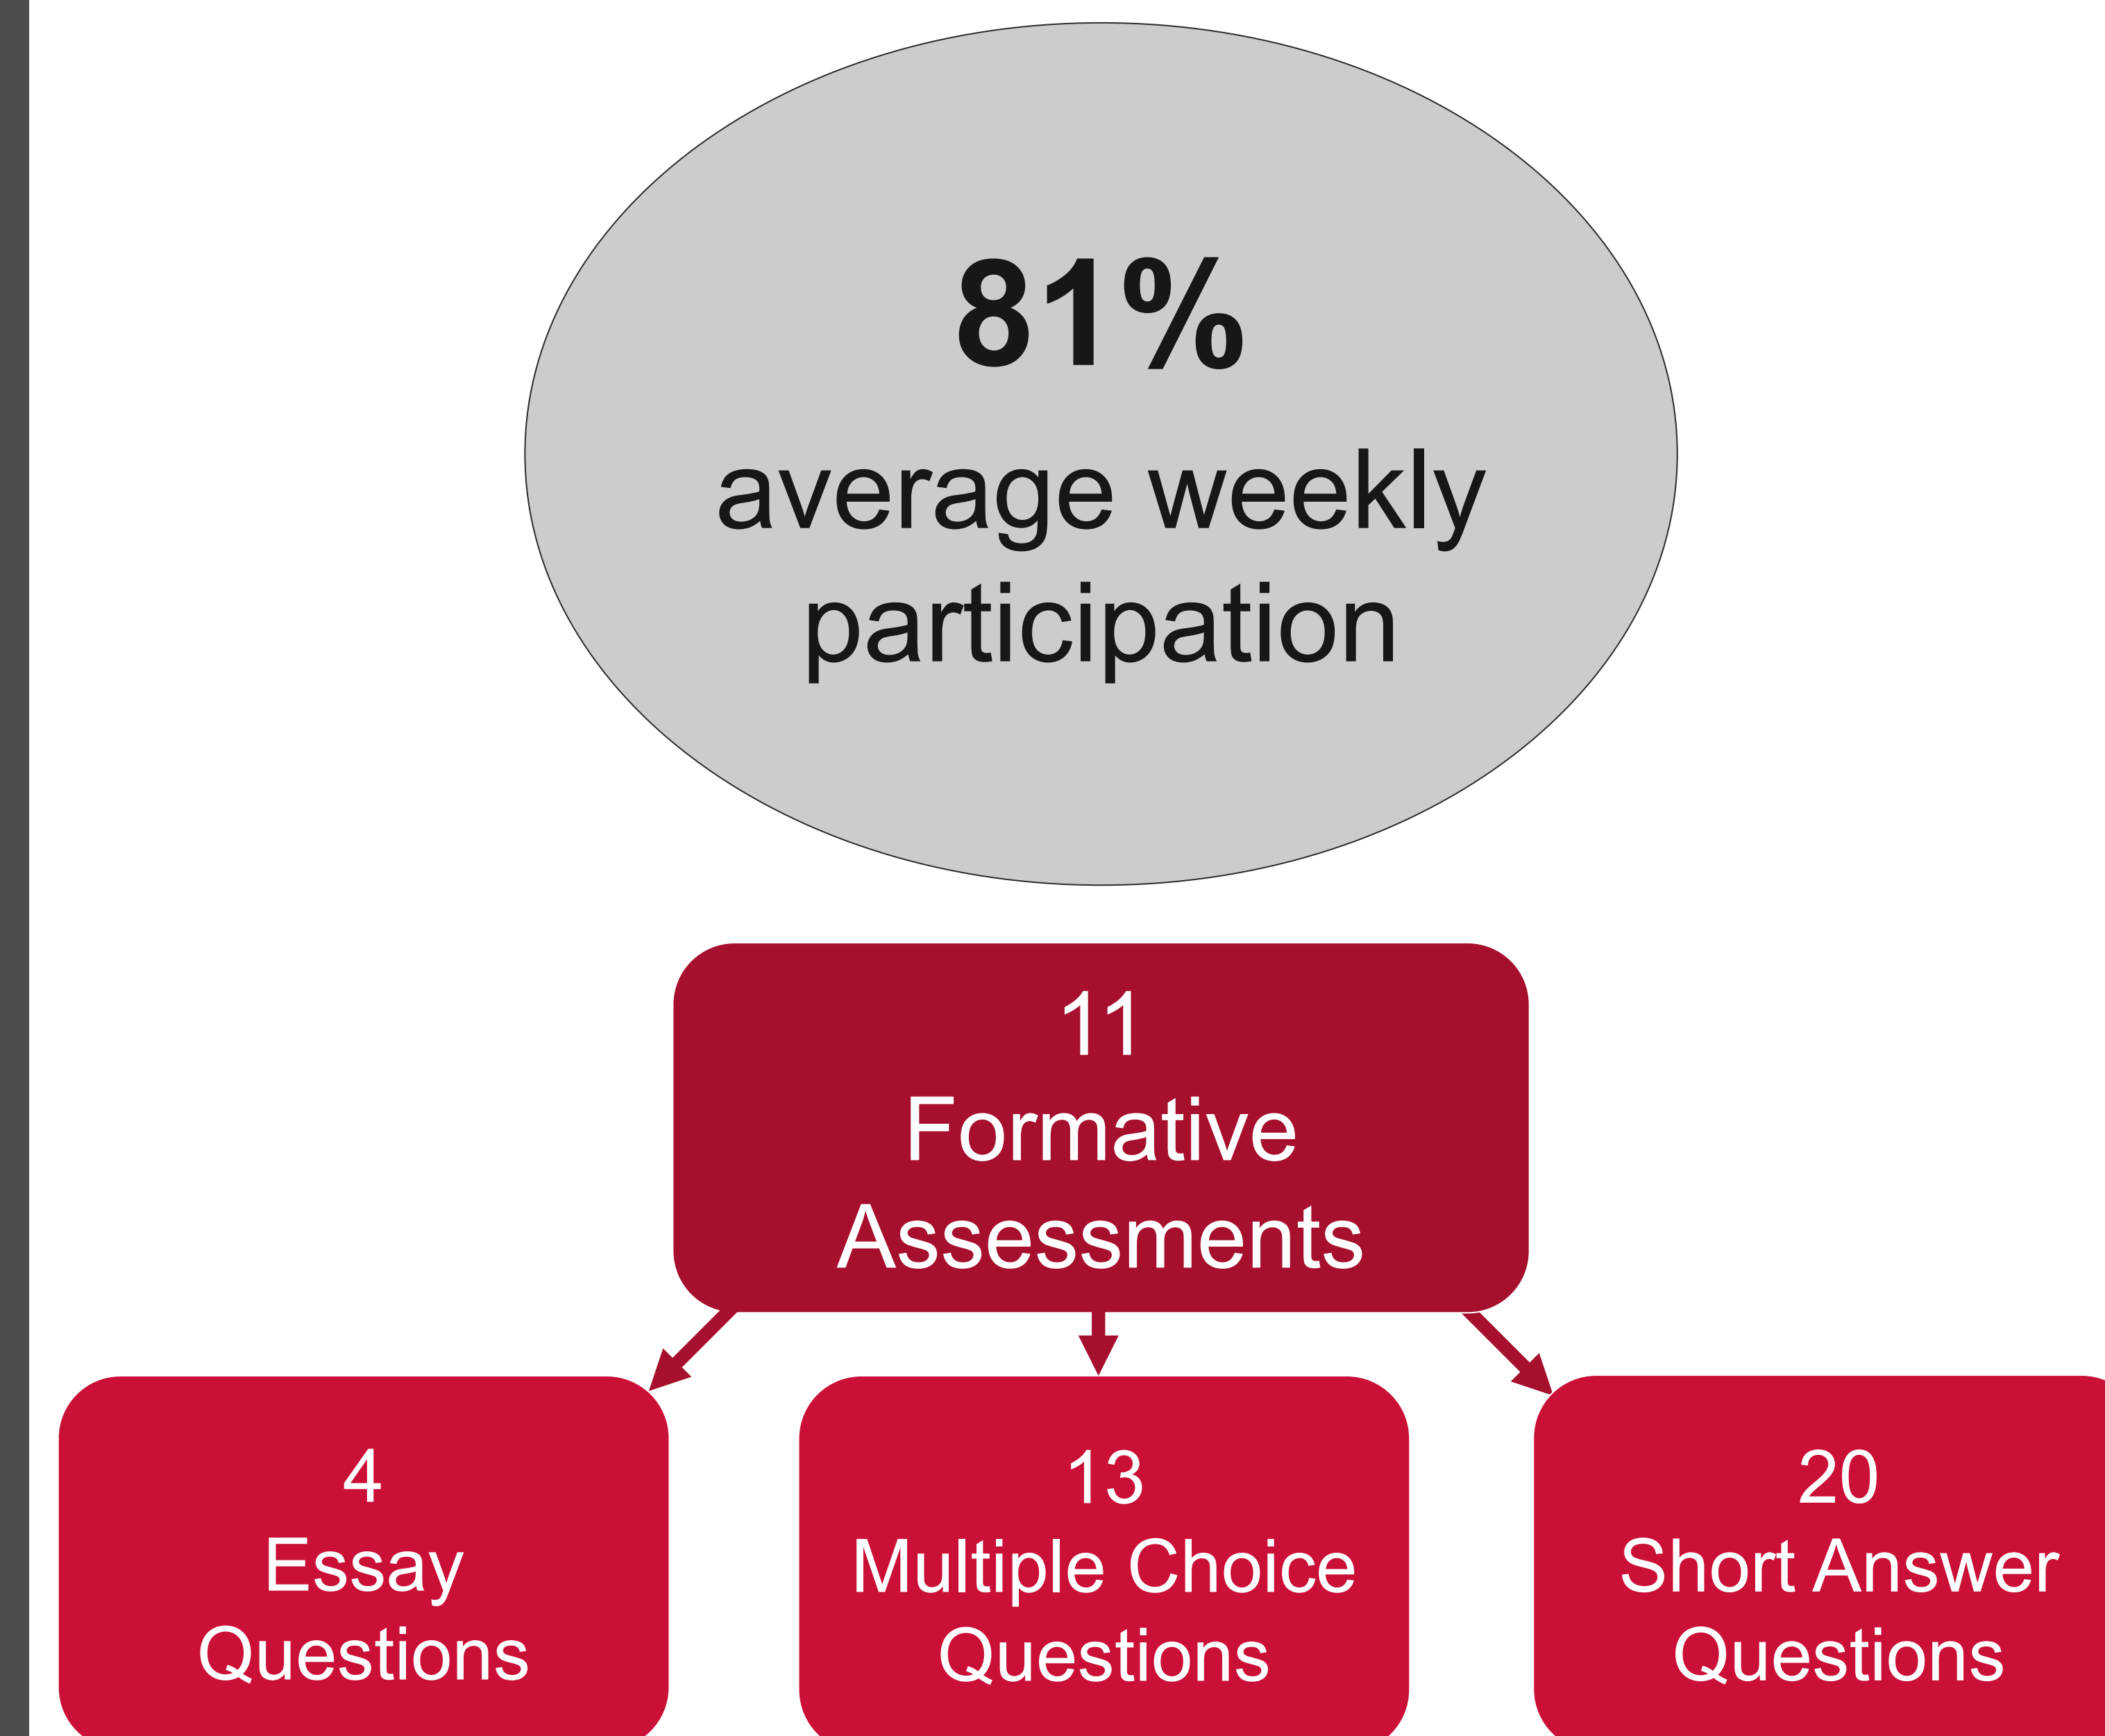 81%
average weekly
participation
11
Formative
Assessments
4
Essay
Questions
13
Multiple Choice
Questions
20
Short Answer
Questions